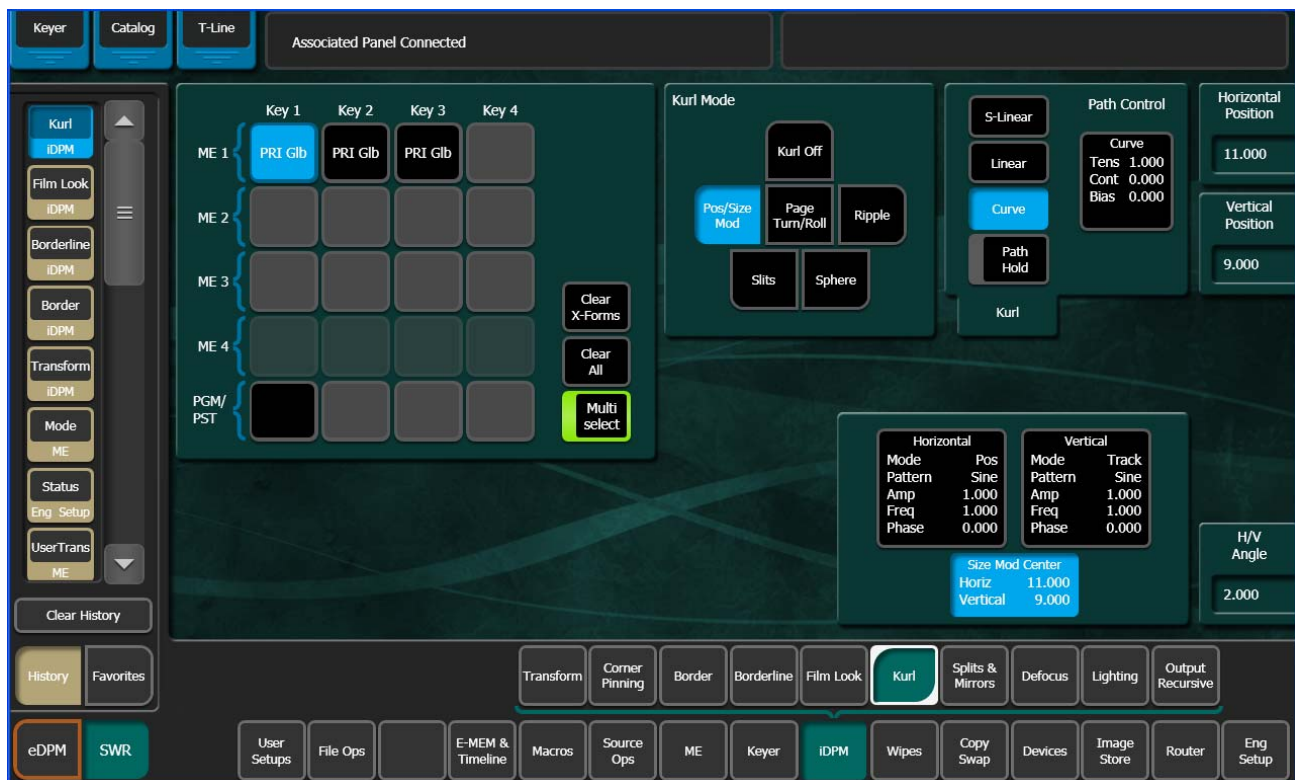 Keyer
Catalog
T-Line
Associated Panel Connected
Kurl
iDPM
Film Look
iDPM
Borderline
iDPM
Border
iDPM
Transform
iDPM
Mode
ME
Status
Eng Setup
UserTrans
ME
Clear History
History
Favorites
Key 1 Key 2 Key 3 Key 4
ME 1 PRI Glb PRI Glb PRI Glb
ME 2
ME 3
ME 4
PGM/
PST
Clear
X-Forms
Clear
All
Multi
select
Kurl Mode
Kurl Off
Pos/Size
Mod
Page
Turn/Roll
Ripple
Slits
Sphere
S-Linear
Linear
Curve
Path
Hold
Kurl
Path Control
Curve
Tens 1.000
Cont 0.000
Bias 0.000
Horizontal
Position
11.000
Vertical
Position
9.000
Horizontal
Mode Pos
Pattern Sine
Amp 1.000
Freq 1.000
Phase 0.000
Vertical
Mode Track
Pattern Sine
Amp 1.000
Freq 1.000
Phase 0.000
Size Mod Center
Horiz 11.000
Vertical 9.000
H/V
Angle
2.000
Transform
Corner
Pinning
Border
Borderline
Film Look
Kurl
Splits &
Mirrors
Defocus
Lighting
Output
Recursive
eDPM
SWR
User
Setups
File Ops
E-MEM &
Timeline
Macros
Source
Ops
ME
Keyer
iDPM
Wipes
Copy
Swap
Devices
Image
Store
Router
Eng
Setup